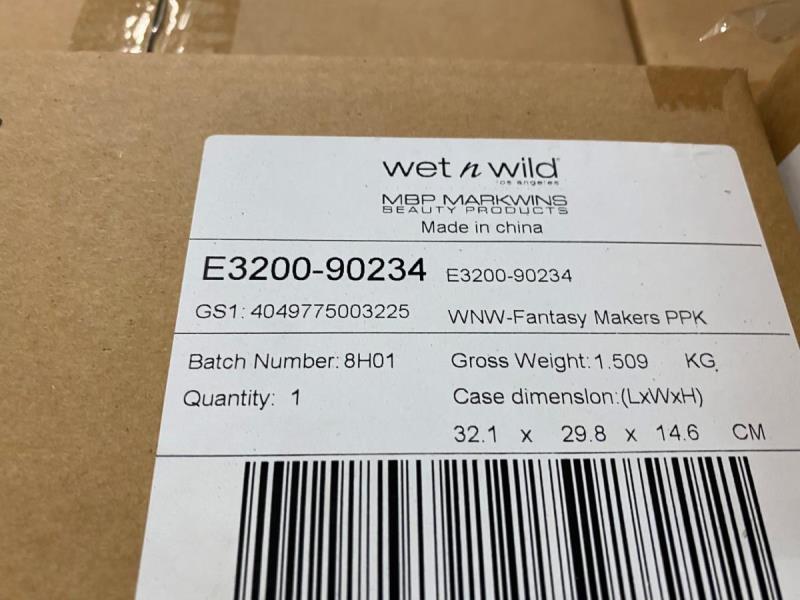 wet n wild®
los angeles
MBP MARKWINS
BEAUTY PRODUCTS
Made in china
E3200-90234 E3200-90234
GS1: 4049775003225 WNW-Fantasy Makers PPK
Batch Number: 8H01 Gross Weight: 1.509 KG
Quantity: 1 Case dimension:(LxWxH)
32.1 x 29.8 x 14.6 CM